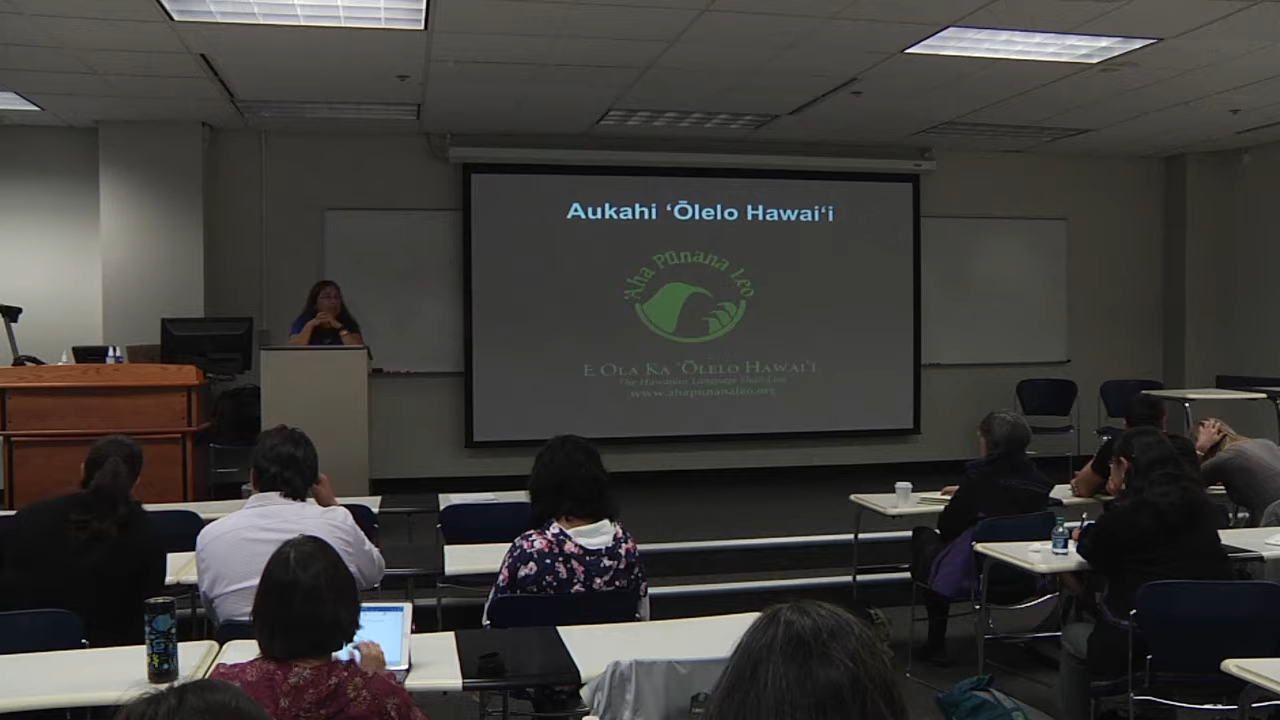 Aukahi ʻŌlelo Hawaiʻi
ʻAha Pūnana Leo
E OLA KA ʻŌLELO HAWAIʻI
The Hawaiian Language Shall Live
www.ahapunanaleo.org